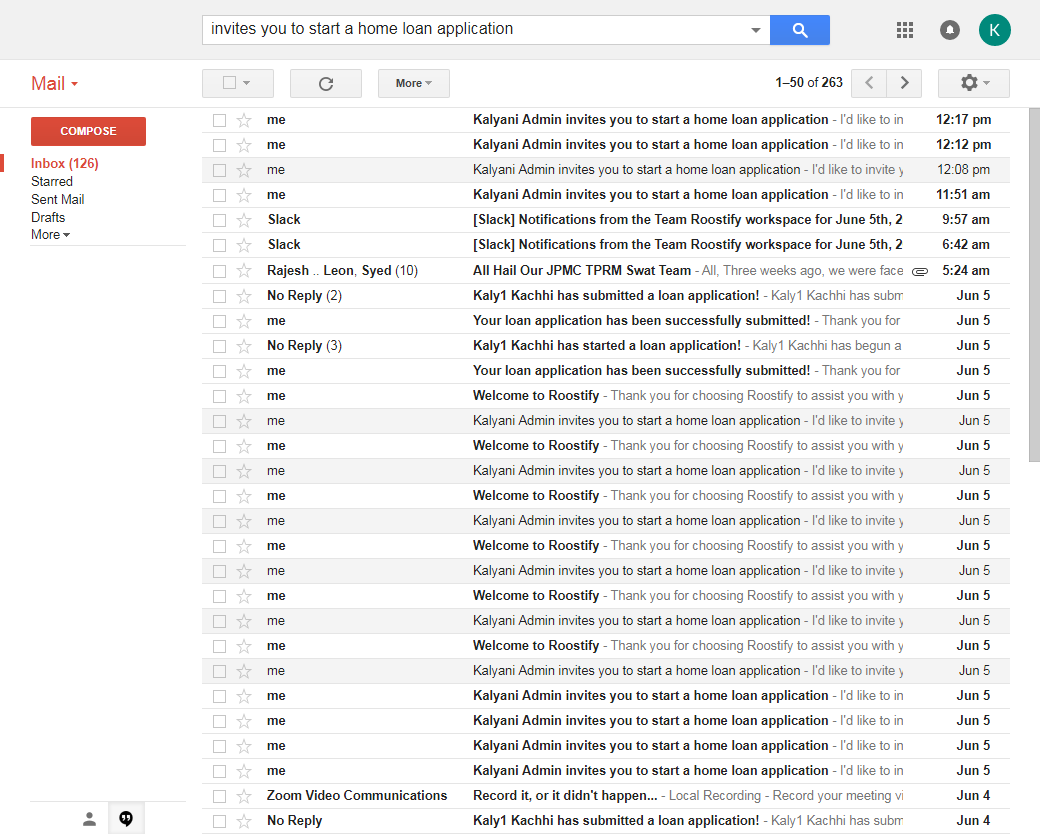 invites you to start a home loan application
K
Mail
More
1–50 of 263
COMPOSE
Inbox (126)
Starred
Sent Mail
Drafts
More
me Kalyani Admin invites you to start a home loan application - I'd like to in 12:17 pm
me Kalyani Admin invites you to start a home loan application - I'd like to in 12:12 pm
me Kalyani Admin invites you to start a home loan application - I'd like to invite y 12:08 pm
me Kalyani Admin invites you to start a home loan application - I'd like to in 11:51 am
Slack [Slack] Notifications from the Team Roostify workspace for June 5th, 2 9:57 am
Slack [Slack] Notifications from the Team Roostify workspace for June 5th, 2 6:42 am
Rajesh .. Leon, Syed (10) All Hail Our JPMC TPRM Swat Team - All, Three weeks ago, we were face 5:24 am
No Reply (2) Kaly1 Kachhi has submitted a loan application! - Kaly1 Kachhi has subm Jun 5
me Your loan application has been successfully submitted! - Thank you for Jun 5
No Reply (3) Kaly1 Kachhi has started a loan application! - Kaly1 Kachhi has begun a Jun 5
me Your loan application has been successfully submitted! - Thank you for Jun 5
me Welcome to Roostify - Thank you for choosing Roostify to assist you with y Jun 5
me Kalyani Admin invites you to start a home loan application - I'd like to invite y Jun 5
me Welcome to Roostify - Thank you for choosing Roostify to assist you with y Jun 5
me Kalyani Admin invites you to start a home loan application - I'd like to invite y Jun 5
me Welcome to Roostify - Thank you for choosing Roostify to assist you with y Jun 5
me Kalyani Admin invites you to start a home loan application - I'd like to invite y Jun 5
me Welcome to Roostify - Thank you for choosing Roostify to assist you with y Jun 5
me Kalyani Admin invites you to start a home loan application - I'd like to invite y Jun 5
me Welcome to Roostify - Thank you for choosing Roostify to assist you with y Jun 5
me Kalyani Admin invites you to start a home loan application - I'd like to invite y Jun 5
me Welcome to Roostify - Thank you for choosing Roostify to assist you with y Jun 5
me Kalyani Admin invites you to start a home loan application - I'd like to invite y Jun 5
me Kalyani Admin invites you to start a home loan application - I'd like to in Jun 5
me Kalyani Admin invites you to start a home loan application - I'd like to in Jun 5
me Kalyani Admin invites you to start a home loan application - I'd like to in Jun 5
me Kalyani Admin invites you to start a home loan application - I'd like to in Jun 5
Zoom Video Communications Record it, or it didn't happen... - Local Recording - Record your meeting vi Jun 4
No Reply Kaly1 Kachhi has submitted a loan application! - Kaly1 Kachhi has subm Jun 4